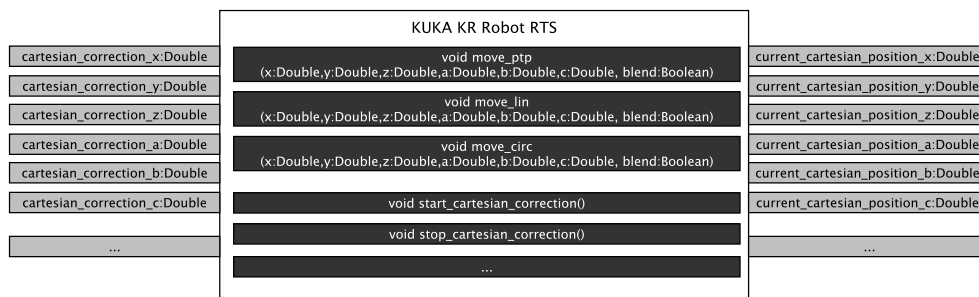 KUKA KR Robot RTS
cartesian_correction_x:Double
cartesian_correction_y:Double
cartesian_correction_z:Double
cartesian_correction_a:Double
cartesian_correction_b:Double
cartesian_correction_c:Double
...
void move_ptp
(x:Double,y:Double,z:Double,a:Double,b:Double,c:Double, blend:Boolean)
void move_lin
(x:Double,y:Double,z:Double,a:Double,b:Double,c:Double, blend:Boolean)
void move_circ
(x:Double,y:Double,z:Double,a:Double,b:Double,c:Double, blend:Boolean)
void start_cartesian_correction()
void stop_cartesian_correction()
...
current_cartesian_position_x:Double
current_cartesian_position_y:Double
current_cartesian_position_z:Double
current_cartesian_position_a:Double
current_cartesian_position_b:Double
current_cartesian_position_c:Double
...